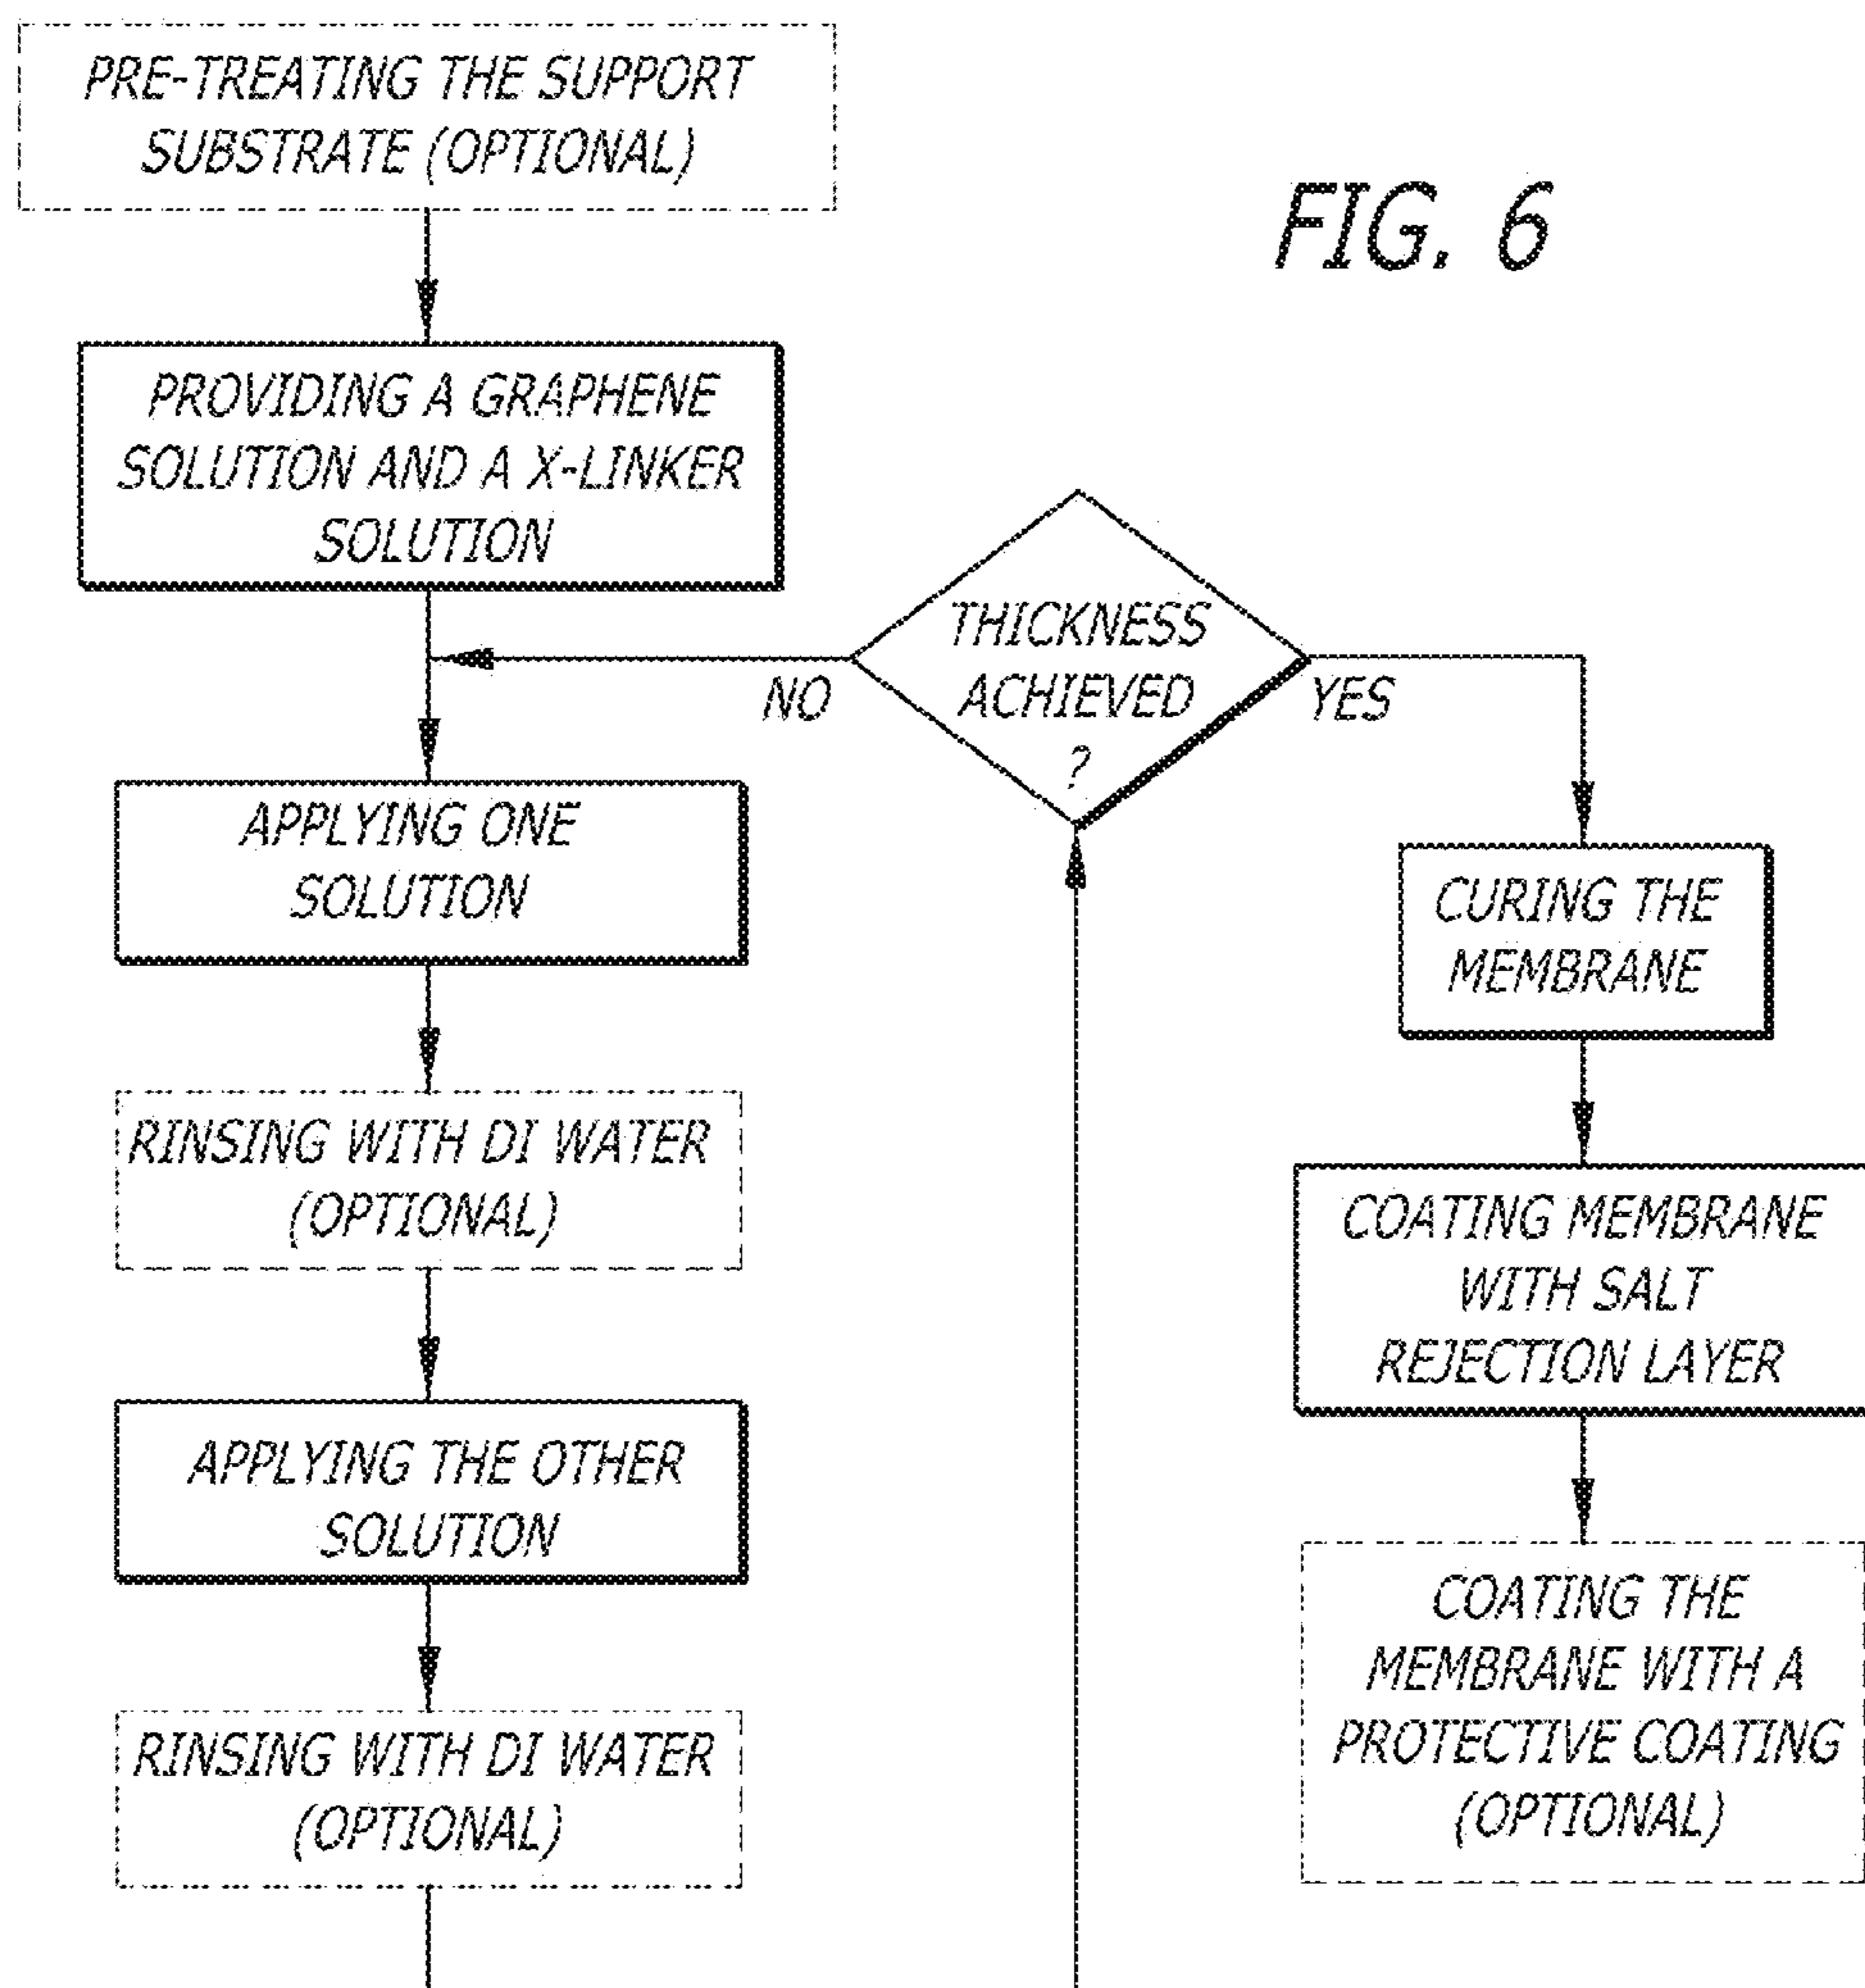 PRE-TREATING THE SUPPORT
SUBSTRATE (OPTIONAL)
FIG. 6
PROVIDING A GRAPHENE
SOLUTION AND A X-LINKER
SOLUTION
THICKNESS
ACHIEVED
?
NO
YES
APPLYING ONE
SOLUTION
RINSING WITH DI WATER
(OPTIONAL)
APPLYING THE OTHER
SOLUTION
RINSING WITH DI WATER
(OPTIONAL)
CURING THE
MEMBRANE
COATING MEMBRANE
WITH SALT
REJECTION LAYER
COATING THE
MEMBRANE WITH A
PROTECTIVE COATING
(OPTIONAL)